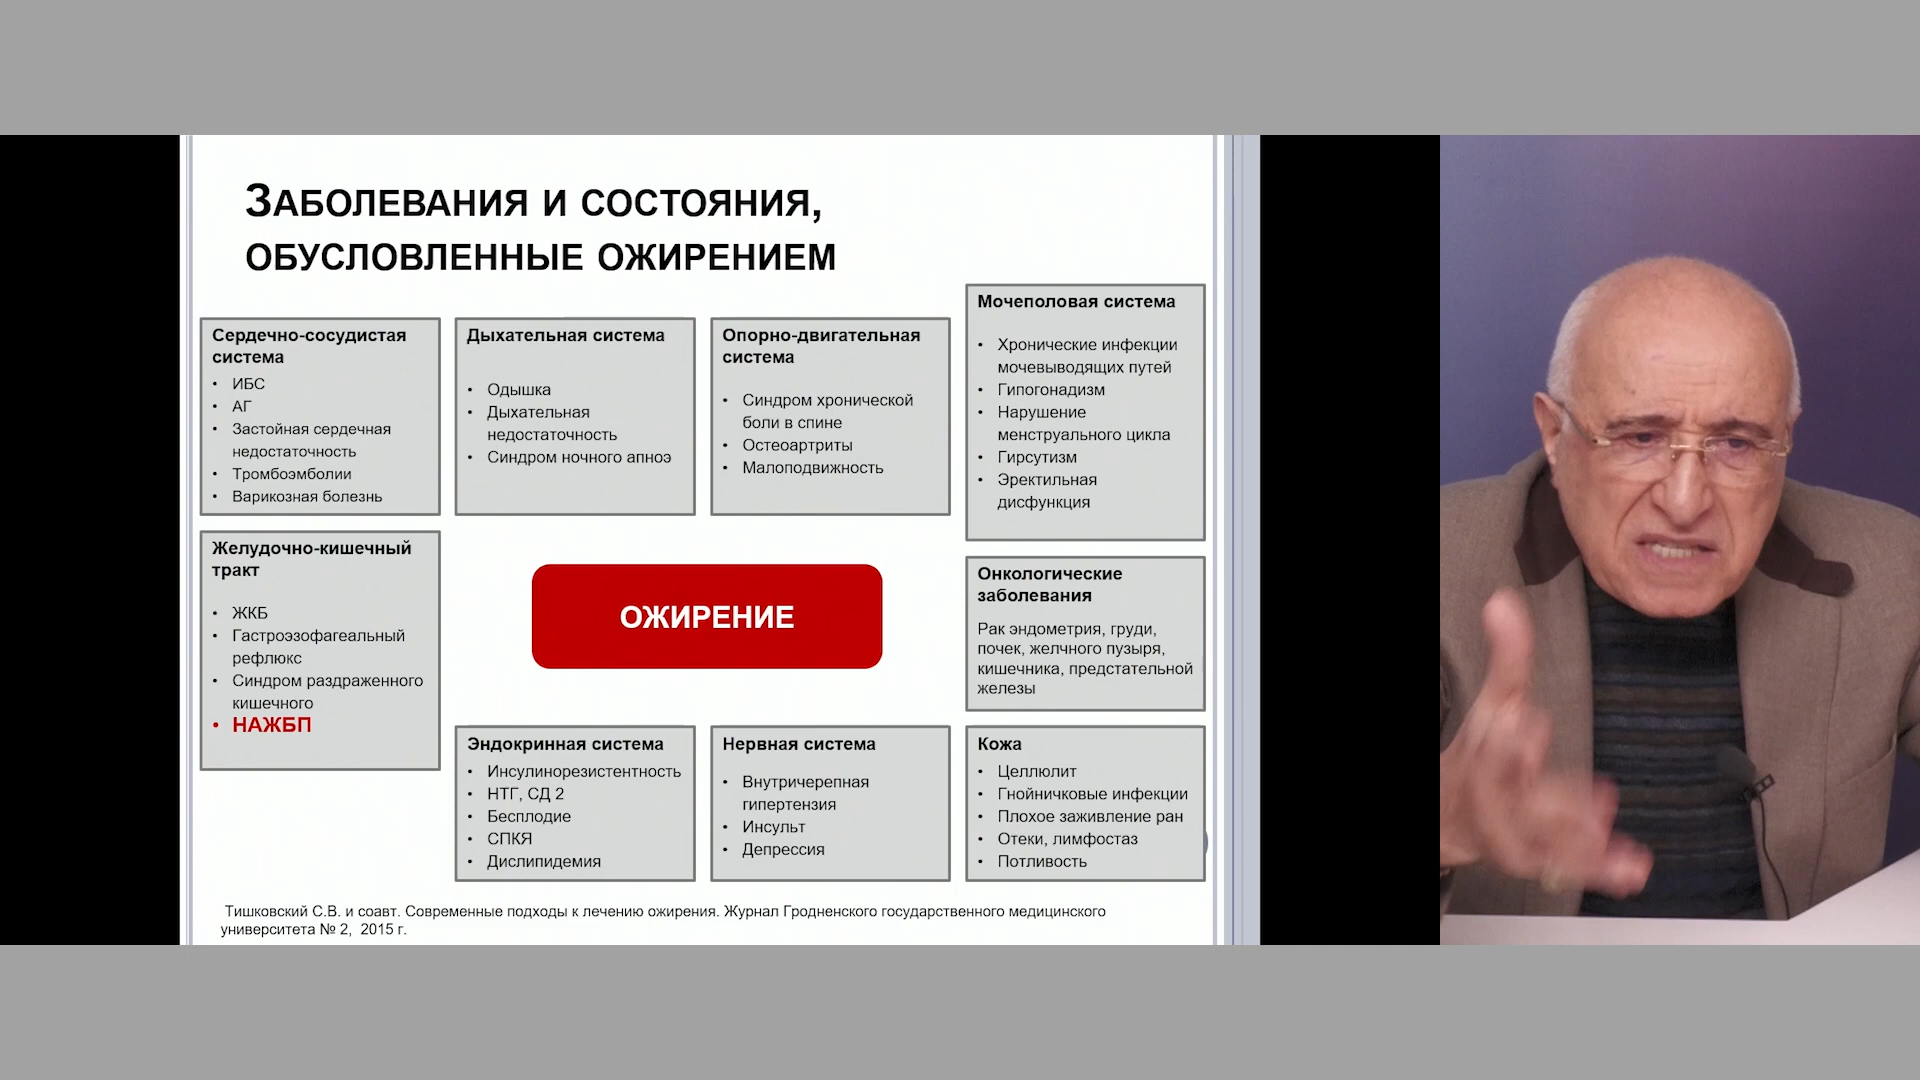 Заболевания и состояния,
обусловленные ожирением
Сердечно-сосудистая
система
• ИБС
• АГ
• Застойная сердечная
недостаточность
• Тромбоэмболии
• Варикозная болезнь
Дыхательная система
• Одышка
• Дыхательная
недостаточность
• Синдром ночного апноэ
Опорно-двигательная
система
• Синдром хронической
боли в спине
• Остеоартриты
• Малоподвижность
Мочеполовая система
• Хронические инфекции
мочевыводящих путей
• Гипогонадизм
• Нарушение
менструального цикла
• Гирсутизм
• Эректильная
дисфункция
Желудочно-кишечный
тракт
• ЖКБ
• Гастроэзофагеальный
рефлюкс
• Синдром раздраженного
кишечного
• НАЖБП
ОЖИРЕНИЕ
Онкологические
заболевания
Рак эндометрия, груди,
почек, желчного пузыря,
кишечника, предстательной
железы
Эндокринная система
• Инсулинорезистентность
• НТГ, СД 2
• Бесплодие
• СПКЯ
• Дислипидемия
Нервная система
• Внутричерепная
гипертензия
• Инсульт
• Депрессия
Кожа
• Целлюлит
• Гнойничковые инфекции
• Плохое заживление ран
• Отеки, лимфостаз
• Потливость
Тишковский С.В. и соавт. Современные подходы к лечению ожирения. Журнал Гродненского государственного медицинского
университета № 2, 2015 г.